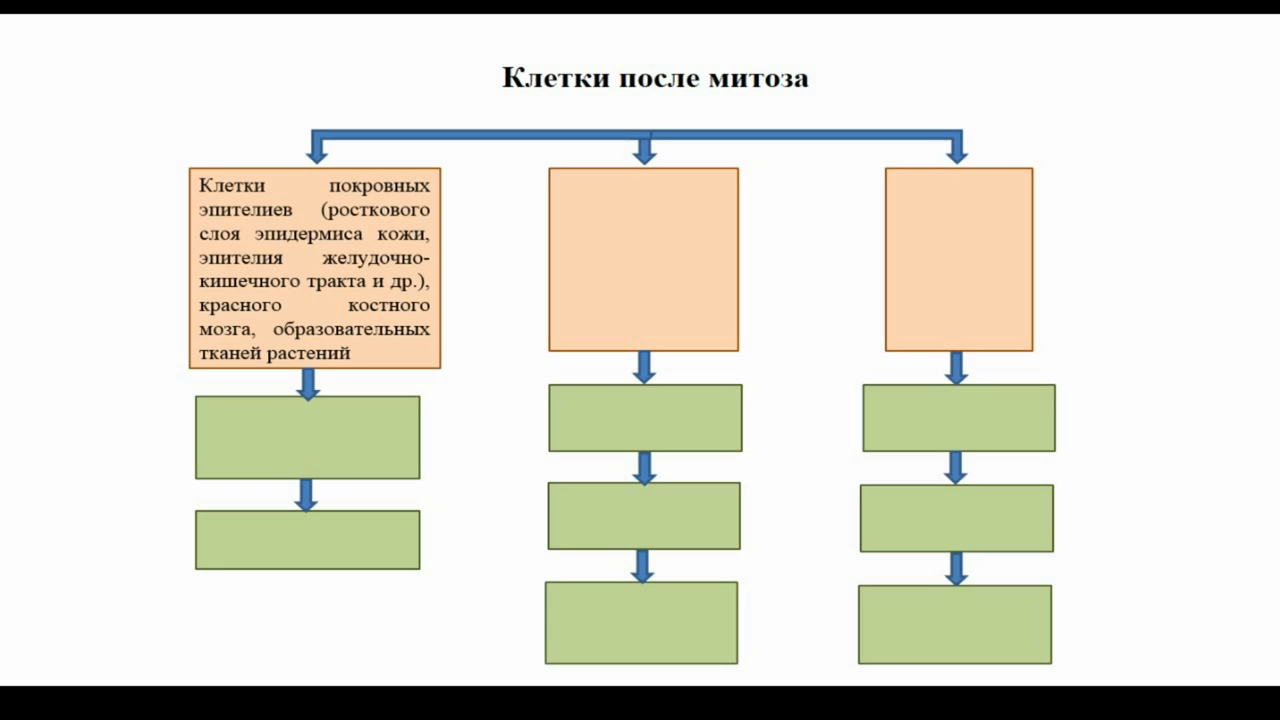 Клетки после митоза
Клетки покровных
эпителиев (росткового
слоя эпидермиса кожи,
эпителия желудочно-
кишечного тракта и др.),
красного костного
мозга, образовательных
тканей растений